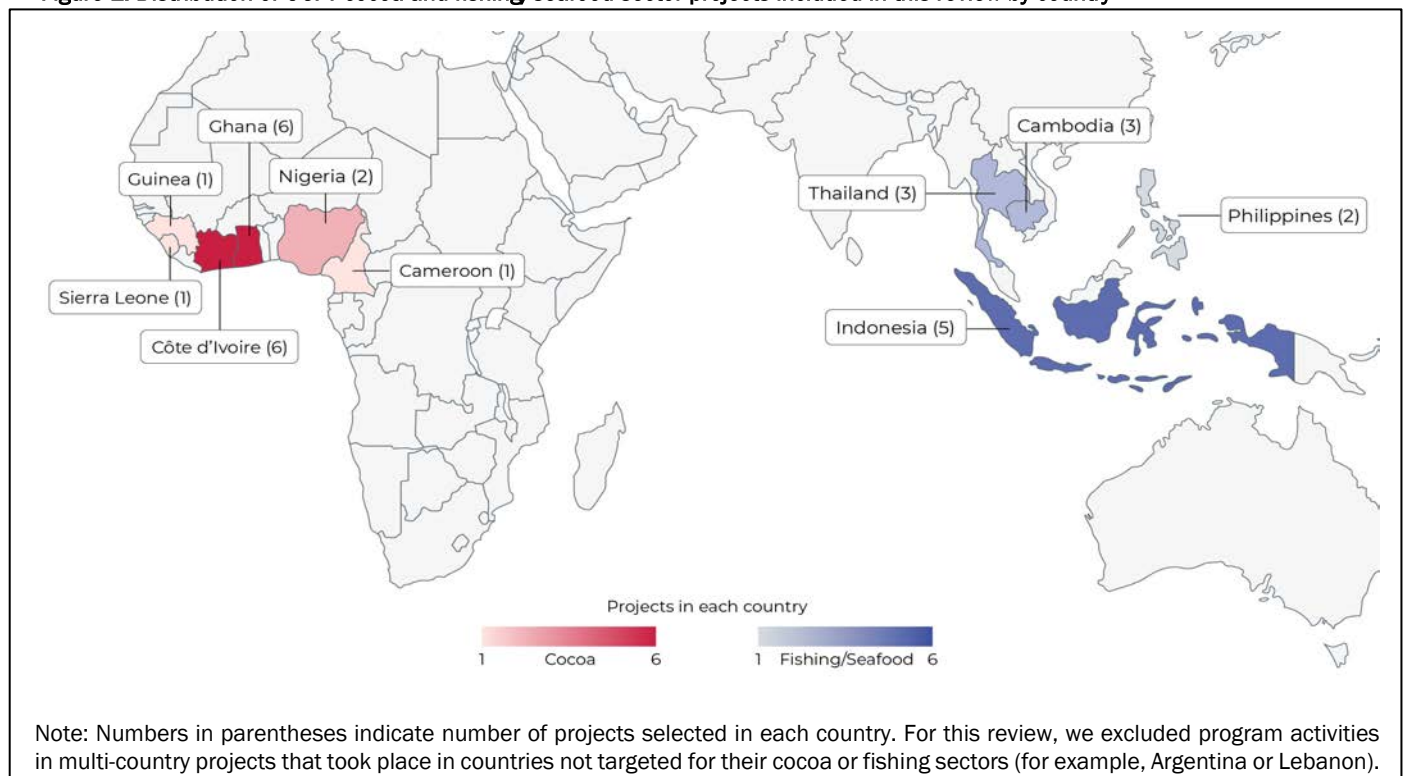 Ghana (6)
Cambodia (3)
Guinea (1)
Nigeria (2)
Thailand (3)
Philippines (2)
Cameroon (1)
Sierra Leone (1)
Indonesia (5)
Côte d'Ivoire (6)
Projects in each country
1 Cocoa 6
1 Fishing/Seafood 6
Note: Numbers in parentheses indicate number of projects selected in each country. For this review, we excluded program activities
in multi-country projects that took place in countries not targeted for their cocoa or fishing sectors (for example, Argentina or Lebanon).